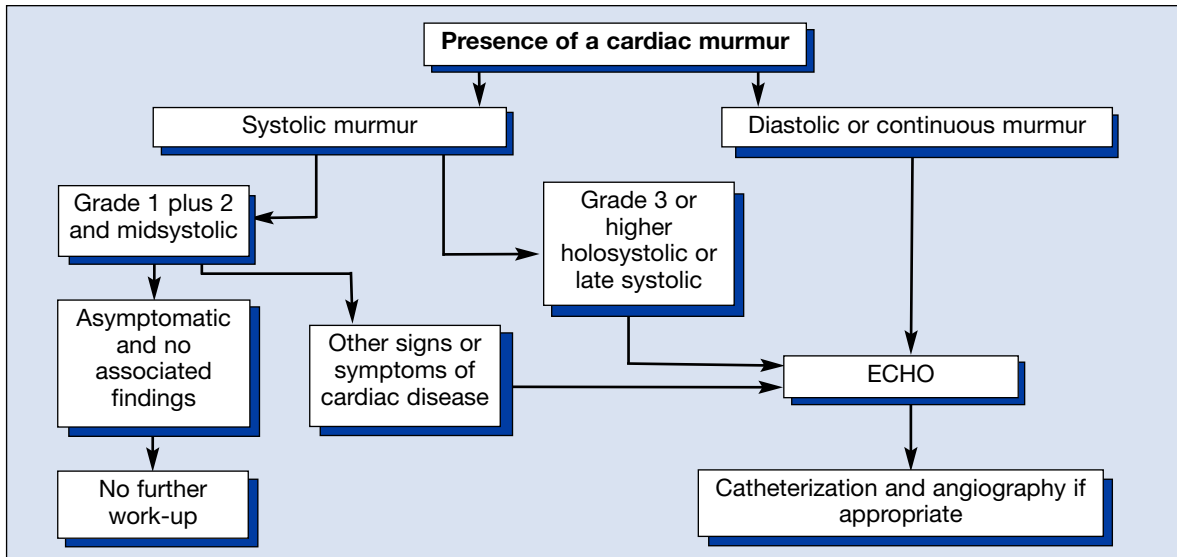 Presence of a cardiac murmur
Systolic murmur
Diastolic or continuous murmur
Grade 1 plus 2
and midsystolic
Grade 3 or
higher
holosystolic or
late systolic
Asymptomatic
and no
associated
findings
Other signs or
symptoms of
cardiac disease
ECHO
No further
work-up
Catheterization and angiography if
appropriate